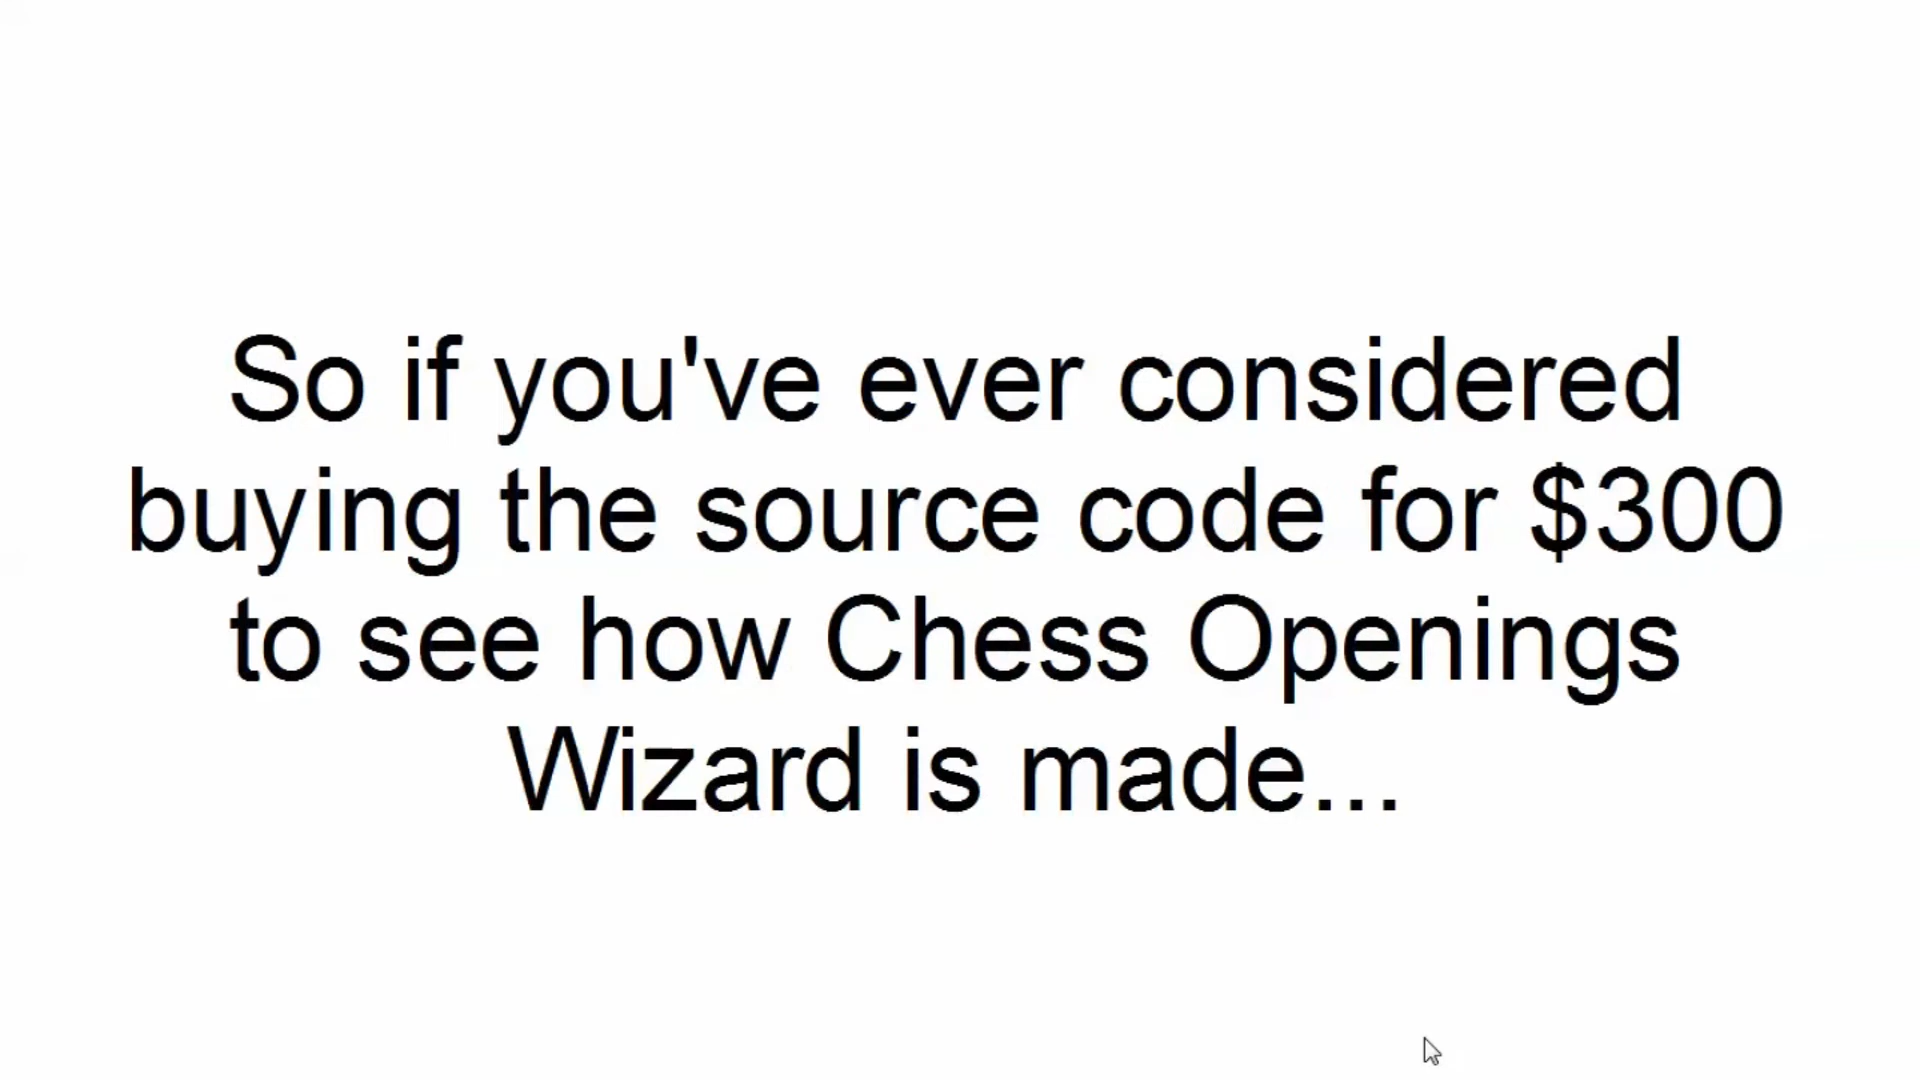 So if you've ever considered
buying the source code for $300
to see how Chess Openings
Wizard is made...